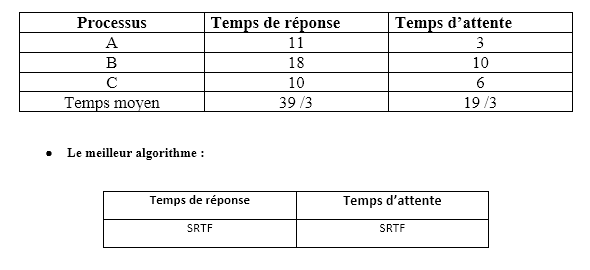 Processus Temps de réponse Temps d’attente
A 11 3
B 18 10
C 10 6
Temps moyen 39 /3 19 /3
• Le meilleur algorithme :
Temps de réponse Temps d’attente
SRTF SRTF